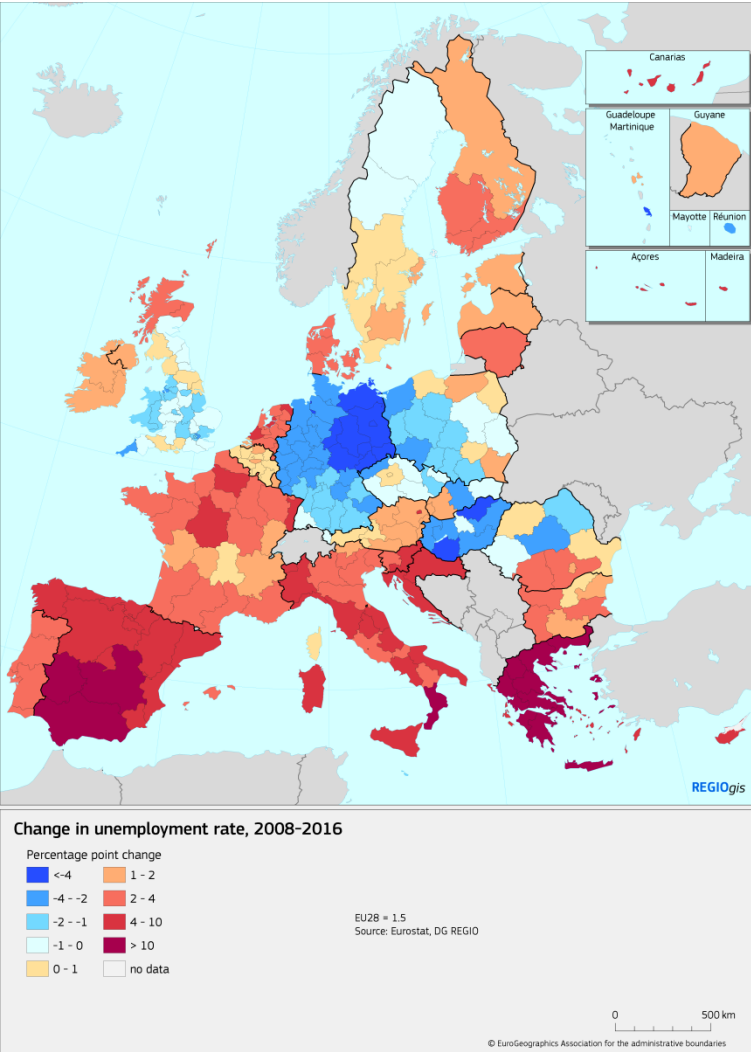 Canarias
Guadeloupe
Martinique
Guyane
Mayotte
Réunion
Açores
Madeira
REGIOgis
Change in unemployment rate, 2008-2016
Percentage point change
<-4
-4 - -2
-2 - -1
-1 - 0
0 - 1
1 - 2
2 - 4
4 - 10
> 10
no data
EU28 = 1.5
Source: Eurostat, DG REGIO
0 500 km
© EuroGeographics Association for the administrative boundaries